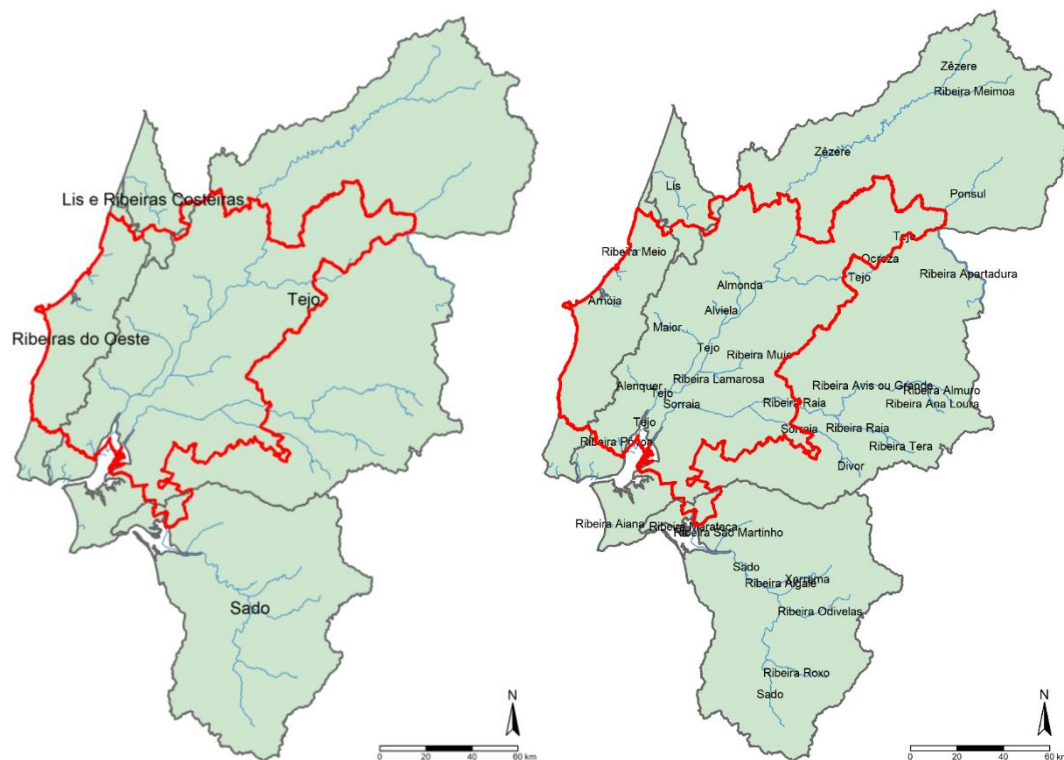 Lis e Ribeiras Costeiras
Tejo
Ribeiras do Oeste
Sado
N
0 20 40 60 km
Zêzere
Ribeira Meimoa
Zêzere
Lis
Ponsul
Tejo
Ribeira Meio
Ocreza
Ribeira Apartadura
Tejo
Almonda
Arnóia
Alviela
Maior
Tejo
Ribeira Muge
Ribeira Lamarosa
Alenquer
Ribeira Avis ou Grande
Ribeira Almuro
Tejo
Sorraia
Ribeira Raia
Ribeira Ana Loura
Tejo
Sorraia
Ribeira Raia
Ribeira Póvoa
Ribeira Tera
Divor
Ribeira Aiana
Ribeira Marateca
Ribeira São Martinho
Sado
Xarrama
Ribeira Algale
Ribeira Odivelas
Ribeira Roxo
Sado
N
0 20 40 60 km